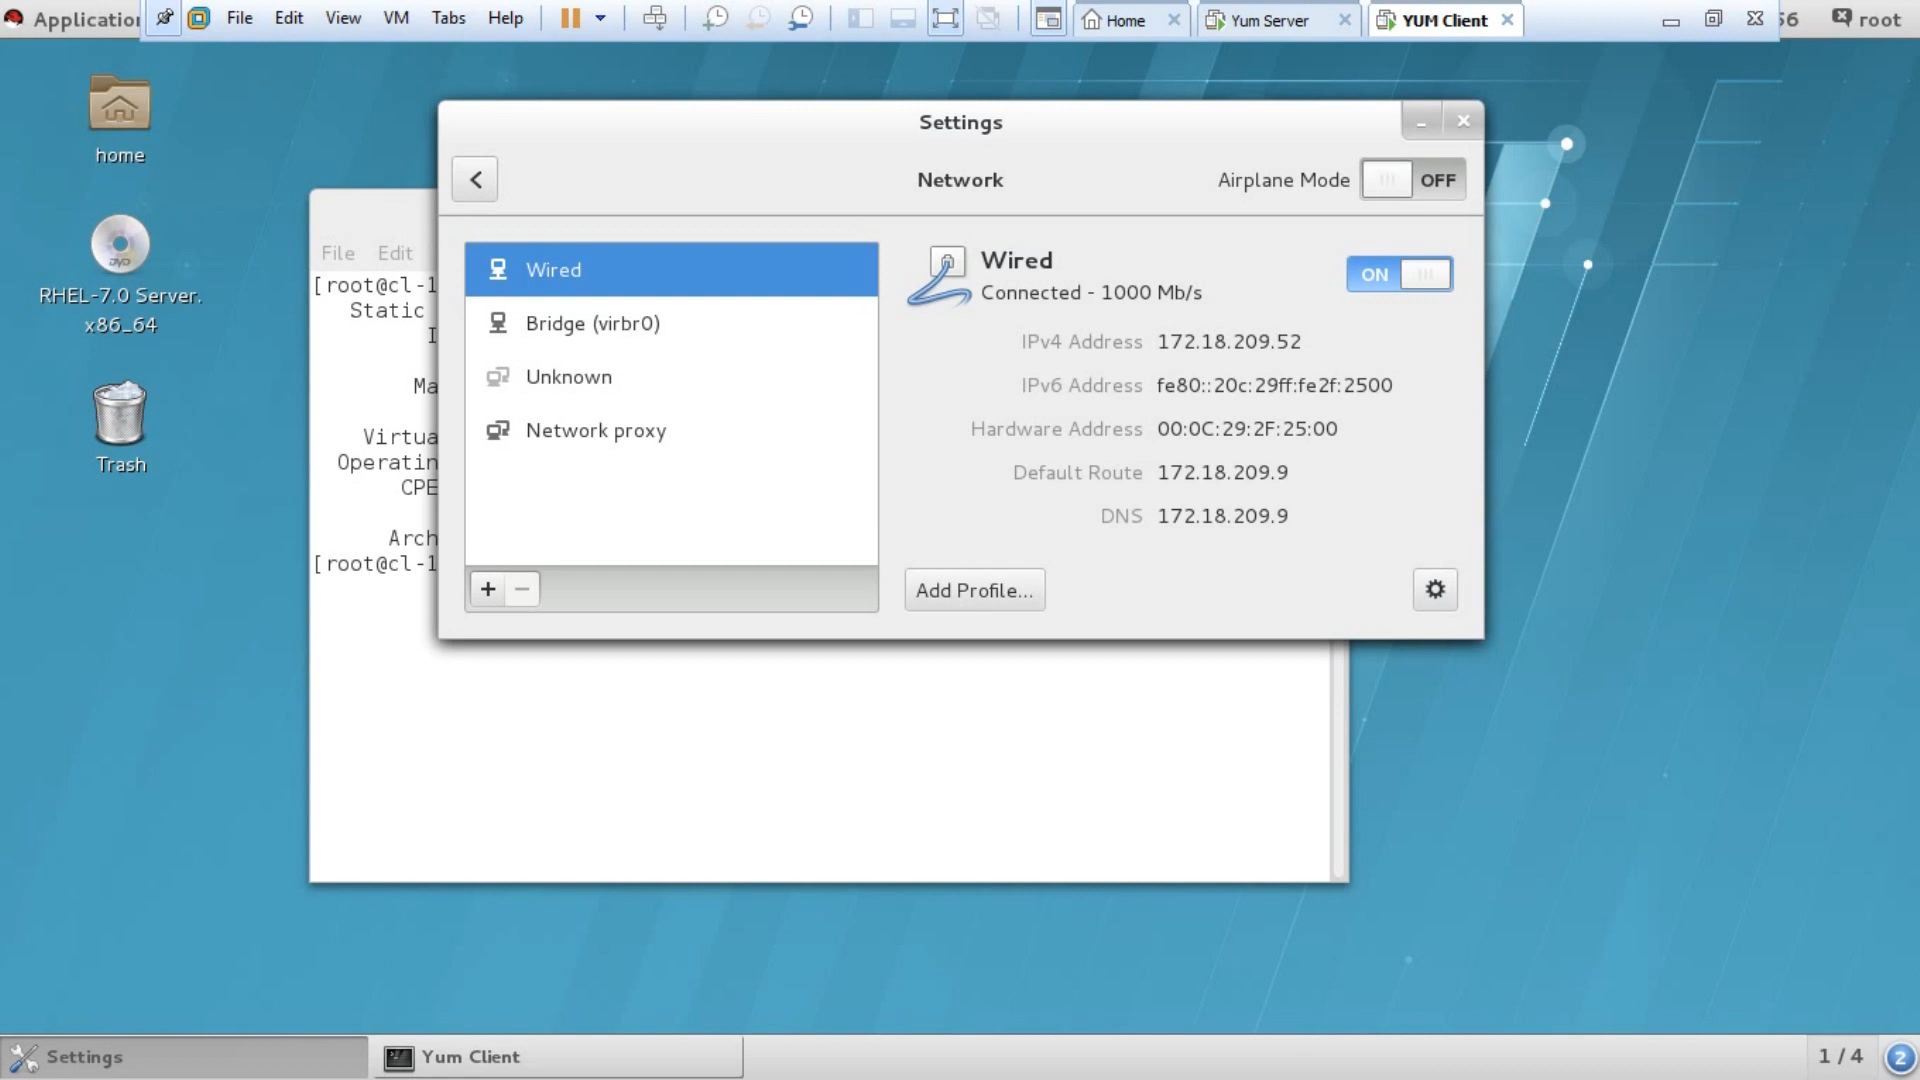 Application
File Edit View VM Tabs Help
Home
Yum Server
YUM Client
56
root
home
DVD
RHEL-7.0 Server.
x86_64
Trash
Settings
Network
Airplane Mode
OFF
File Edit
[root@cl-1
Static
I
Ma
Virtua
Operatin
CPE
Arch
[root@cl-1
Wired
Bridge (virbr0)
Unknown
Network proxy
Wired
Connected - 1000 Mb/s
ON
IPv4 Address 172.18.209.52
IPv6 Address fe80::20c:29ff:fe2f:2500
Hardware Address 00:0C:29:2F:25:00
Default Route 172.18.209.9
DNS 172.18.209.9
Add Profile...
Settings
Yum Client
1 / 4
2